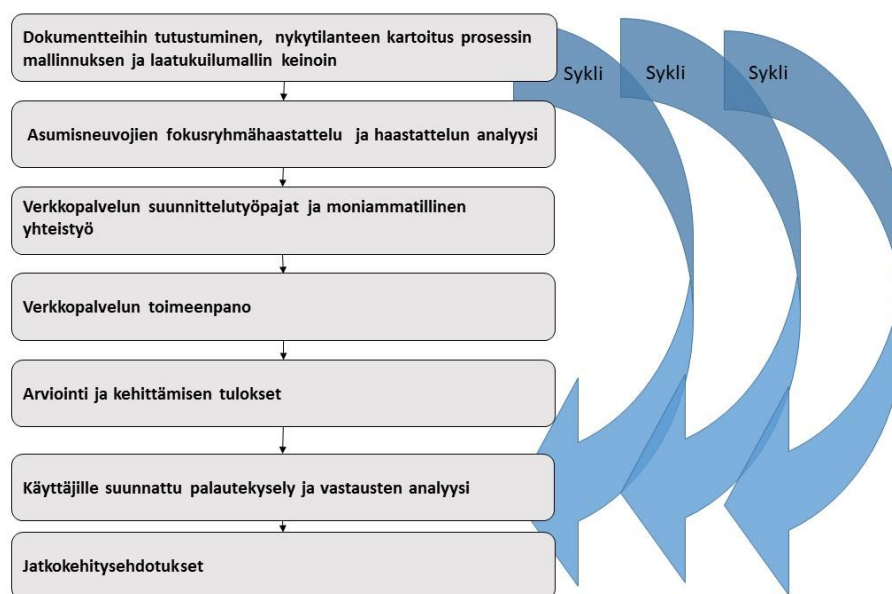 Dokumentteihin tutustuminen, nykytilanteen kartoitus prosessin
mallinnuksen ja laatukuilumallin keinoin
Sykli
Sykli
Sykli
Asumisneuvojien fokusryhmähaastattelu ja haastattelun analyysi
Verkkopalvelun suunnittelutyöpajat ja moniammatillinen
yhteistyö
Verkkopalvelun toimeenpano
Arviointi ja kehittämisen tulokset
Käyttäjille suunnattu palautekysely ja vastausten analyysi
Jatkokehitysehdotukset